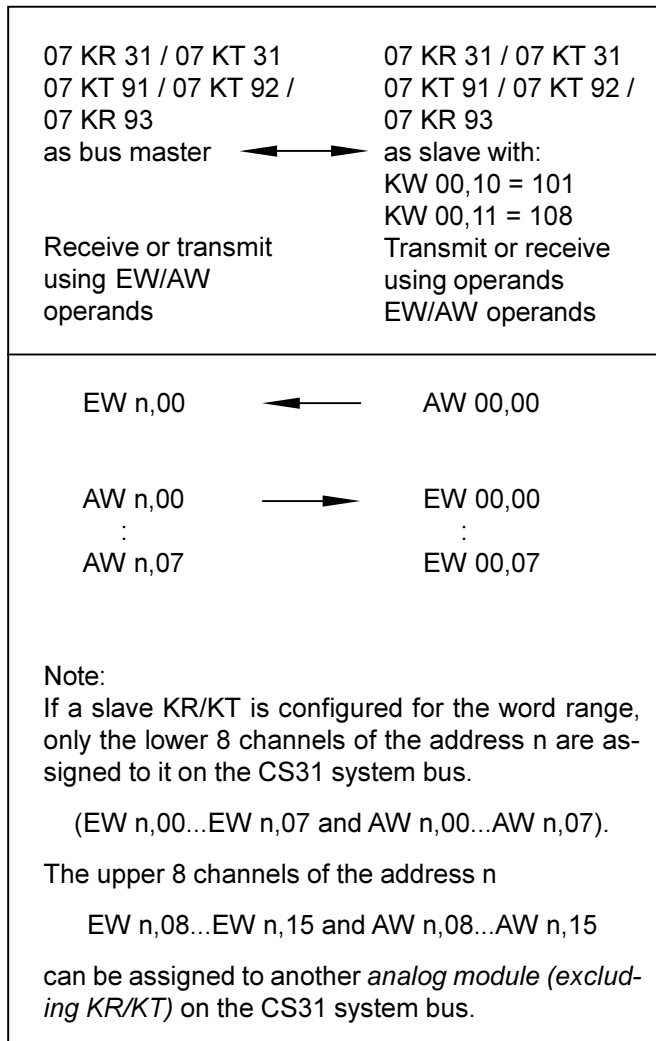 07 KR 31 / 07 KT 31
07 KT 91 / 07 KT 92 /
07 KR 93
as bus master
Receive or transmit
using EW/AW
operands
07 KR 31 / 07 KT 31
07 KT 91 / 07 KT 92 /
07 KR 93
as slave with:
KW 00,10 = 101
KW 00,11 = 108
Transmit or receive
using operands
EW/AW operands
EW n,00 AW 00,00
AW n,00 EW 00,00
: :
AW n,07 EW 00,07
Note:
If a slave KR/KT is configured for the word range,
only the lower 8 channels of the address n are as-
signed to it on the CS31 system bus.
(EW n,00...EW n,07 and AW n,00...AW n,07).
The upper 8 channels of the address n
EW n,08...EW n,15 and AW n,08...AW n,15
can be assigned to another analog module (exclud-
ing KR/KT) on the CS31 system bus.